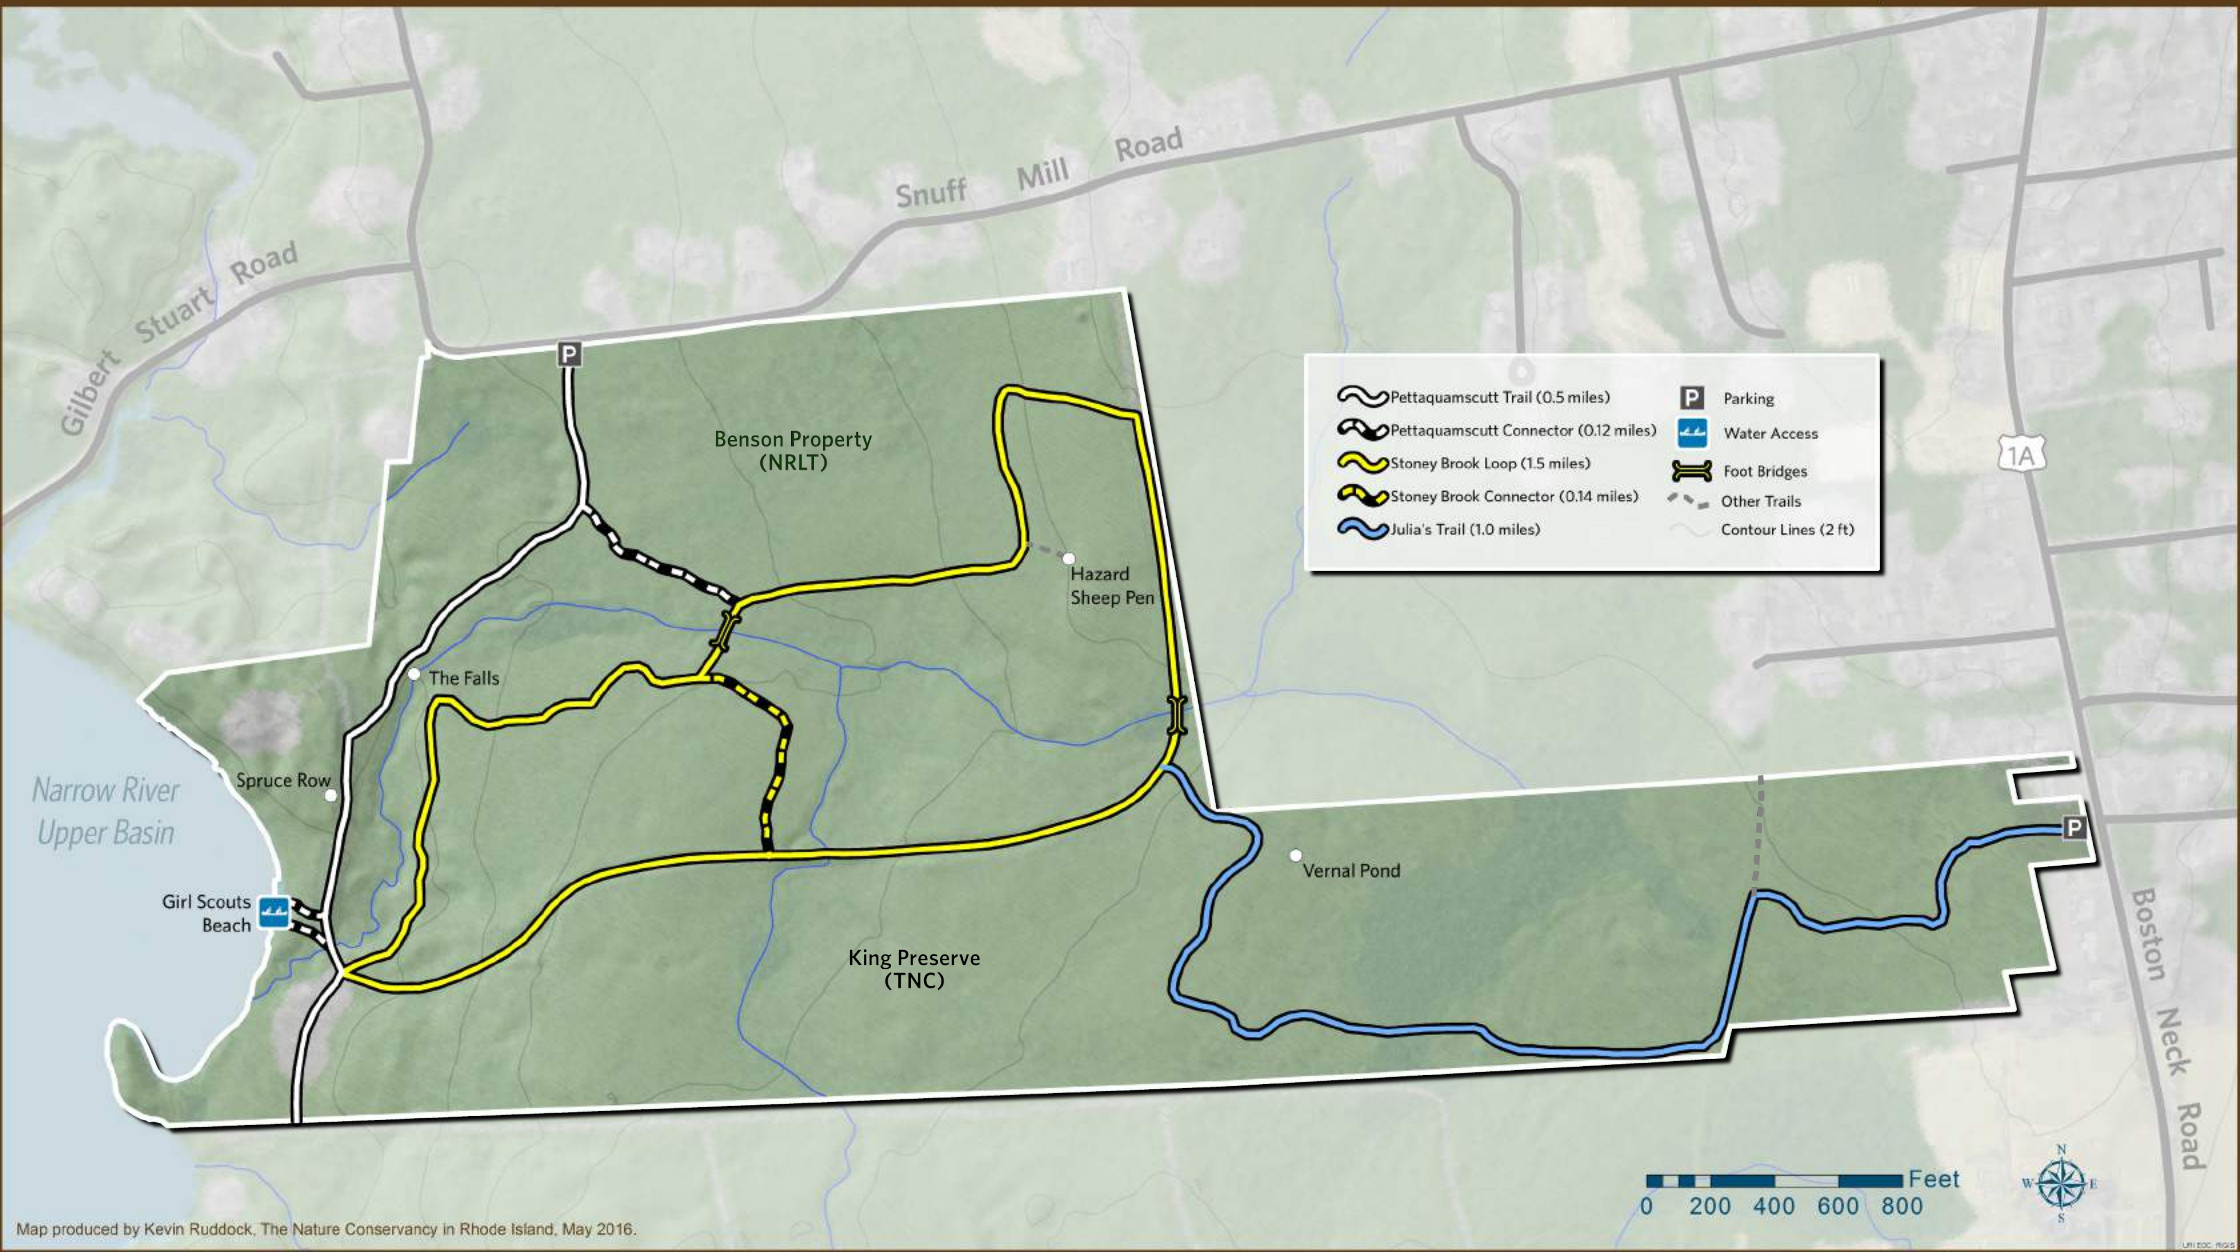 Snuff Mill Road
Gilbert Stuart Road
P
Benson Property
(NRLT)
Pettaquamscutt Trail (0.5 miles)
Pettaquamscutt Connector (0.12 miles)
Stoney Brook Loop (1.5 miles)
Stoney Brook Connector (0.14 miles)
Julia's Trail (1.0 miles)
P Parking
Water Access
Foot Bridges
Other Trails
Contour Lines (2 ft)
1A
Hazard
Sheep Pen
The Falls
Spruce Row
Narrow River
Upper Basin
P
Vernal Pond
Girl Scouts
Beach
King Preserve
(TNC)
Boston Neck Road
Feet
0 200 400 600 800
N
W E
S
Map produced by Kevin Ruddock, The Nature Conservancy in Rhode Island, May 2016.